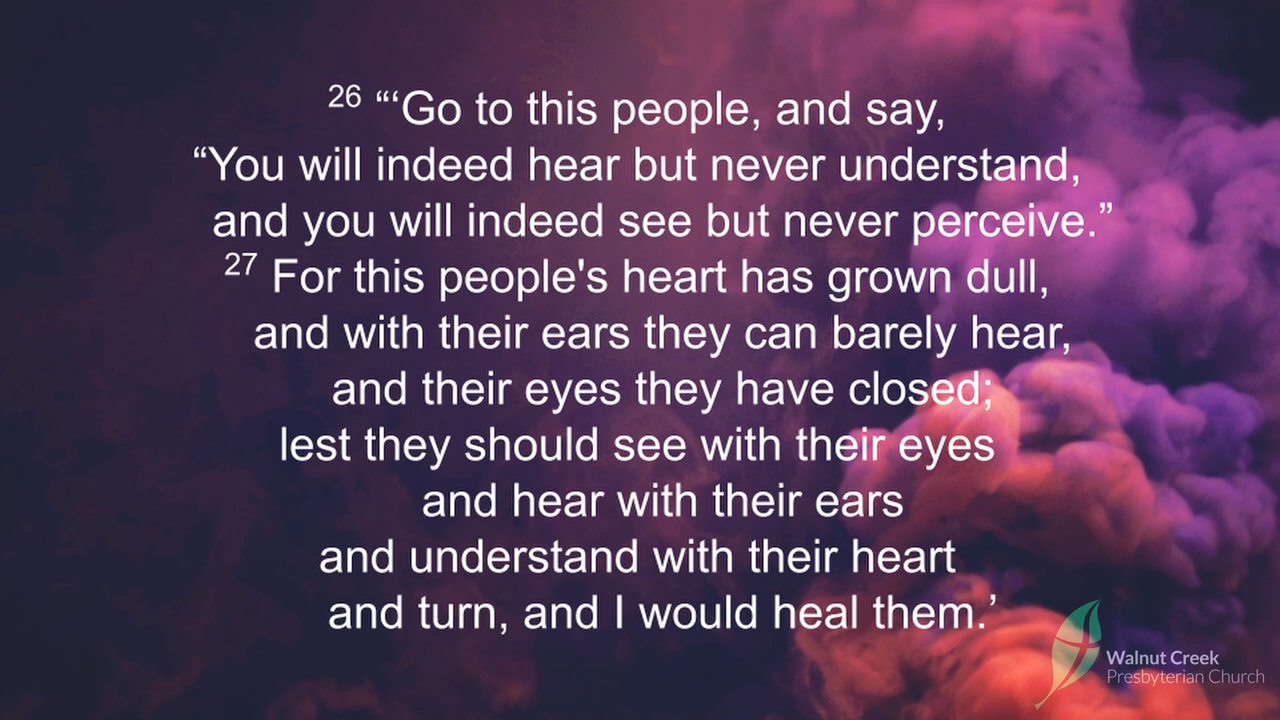 26 “‘Go to this people, and say,
“You will indeed hear but never understand,
and you will indeed see but never perceive.”
27 For this people's heart has grown dull,
and with their ears they can barely hear,
and their eyes they have closed;
lest they should see with their eyes
and hear with their ears
and understand with their heart
and turn, and I would heal them.’
Walnut Creek
Presbyterian Church